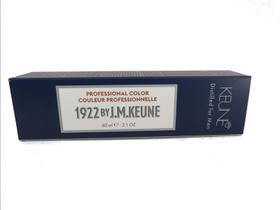 PROFESSIONAL COLOR
COULEUR PROFESSIONNELLE
1922 BY J.M.KEUNE
60 ml ℮ - 2.1 OZ.
KEUNE
Distilled for Men